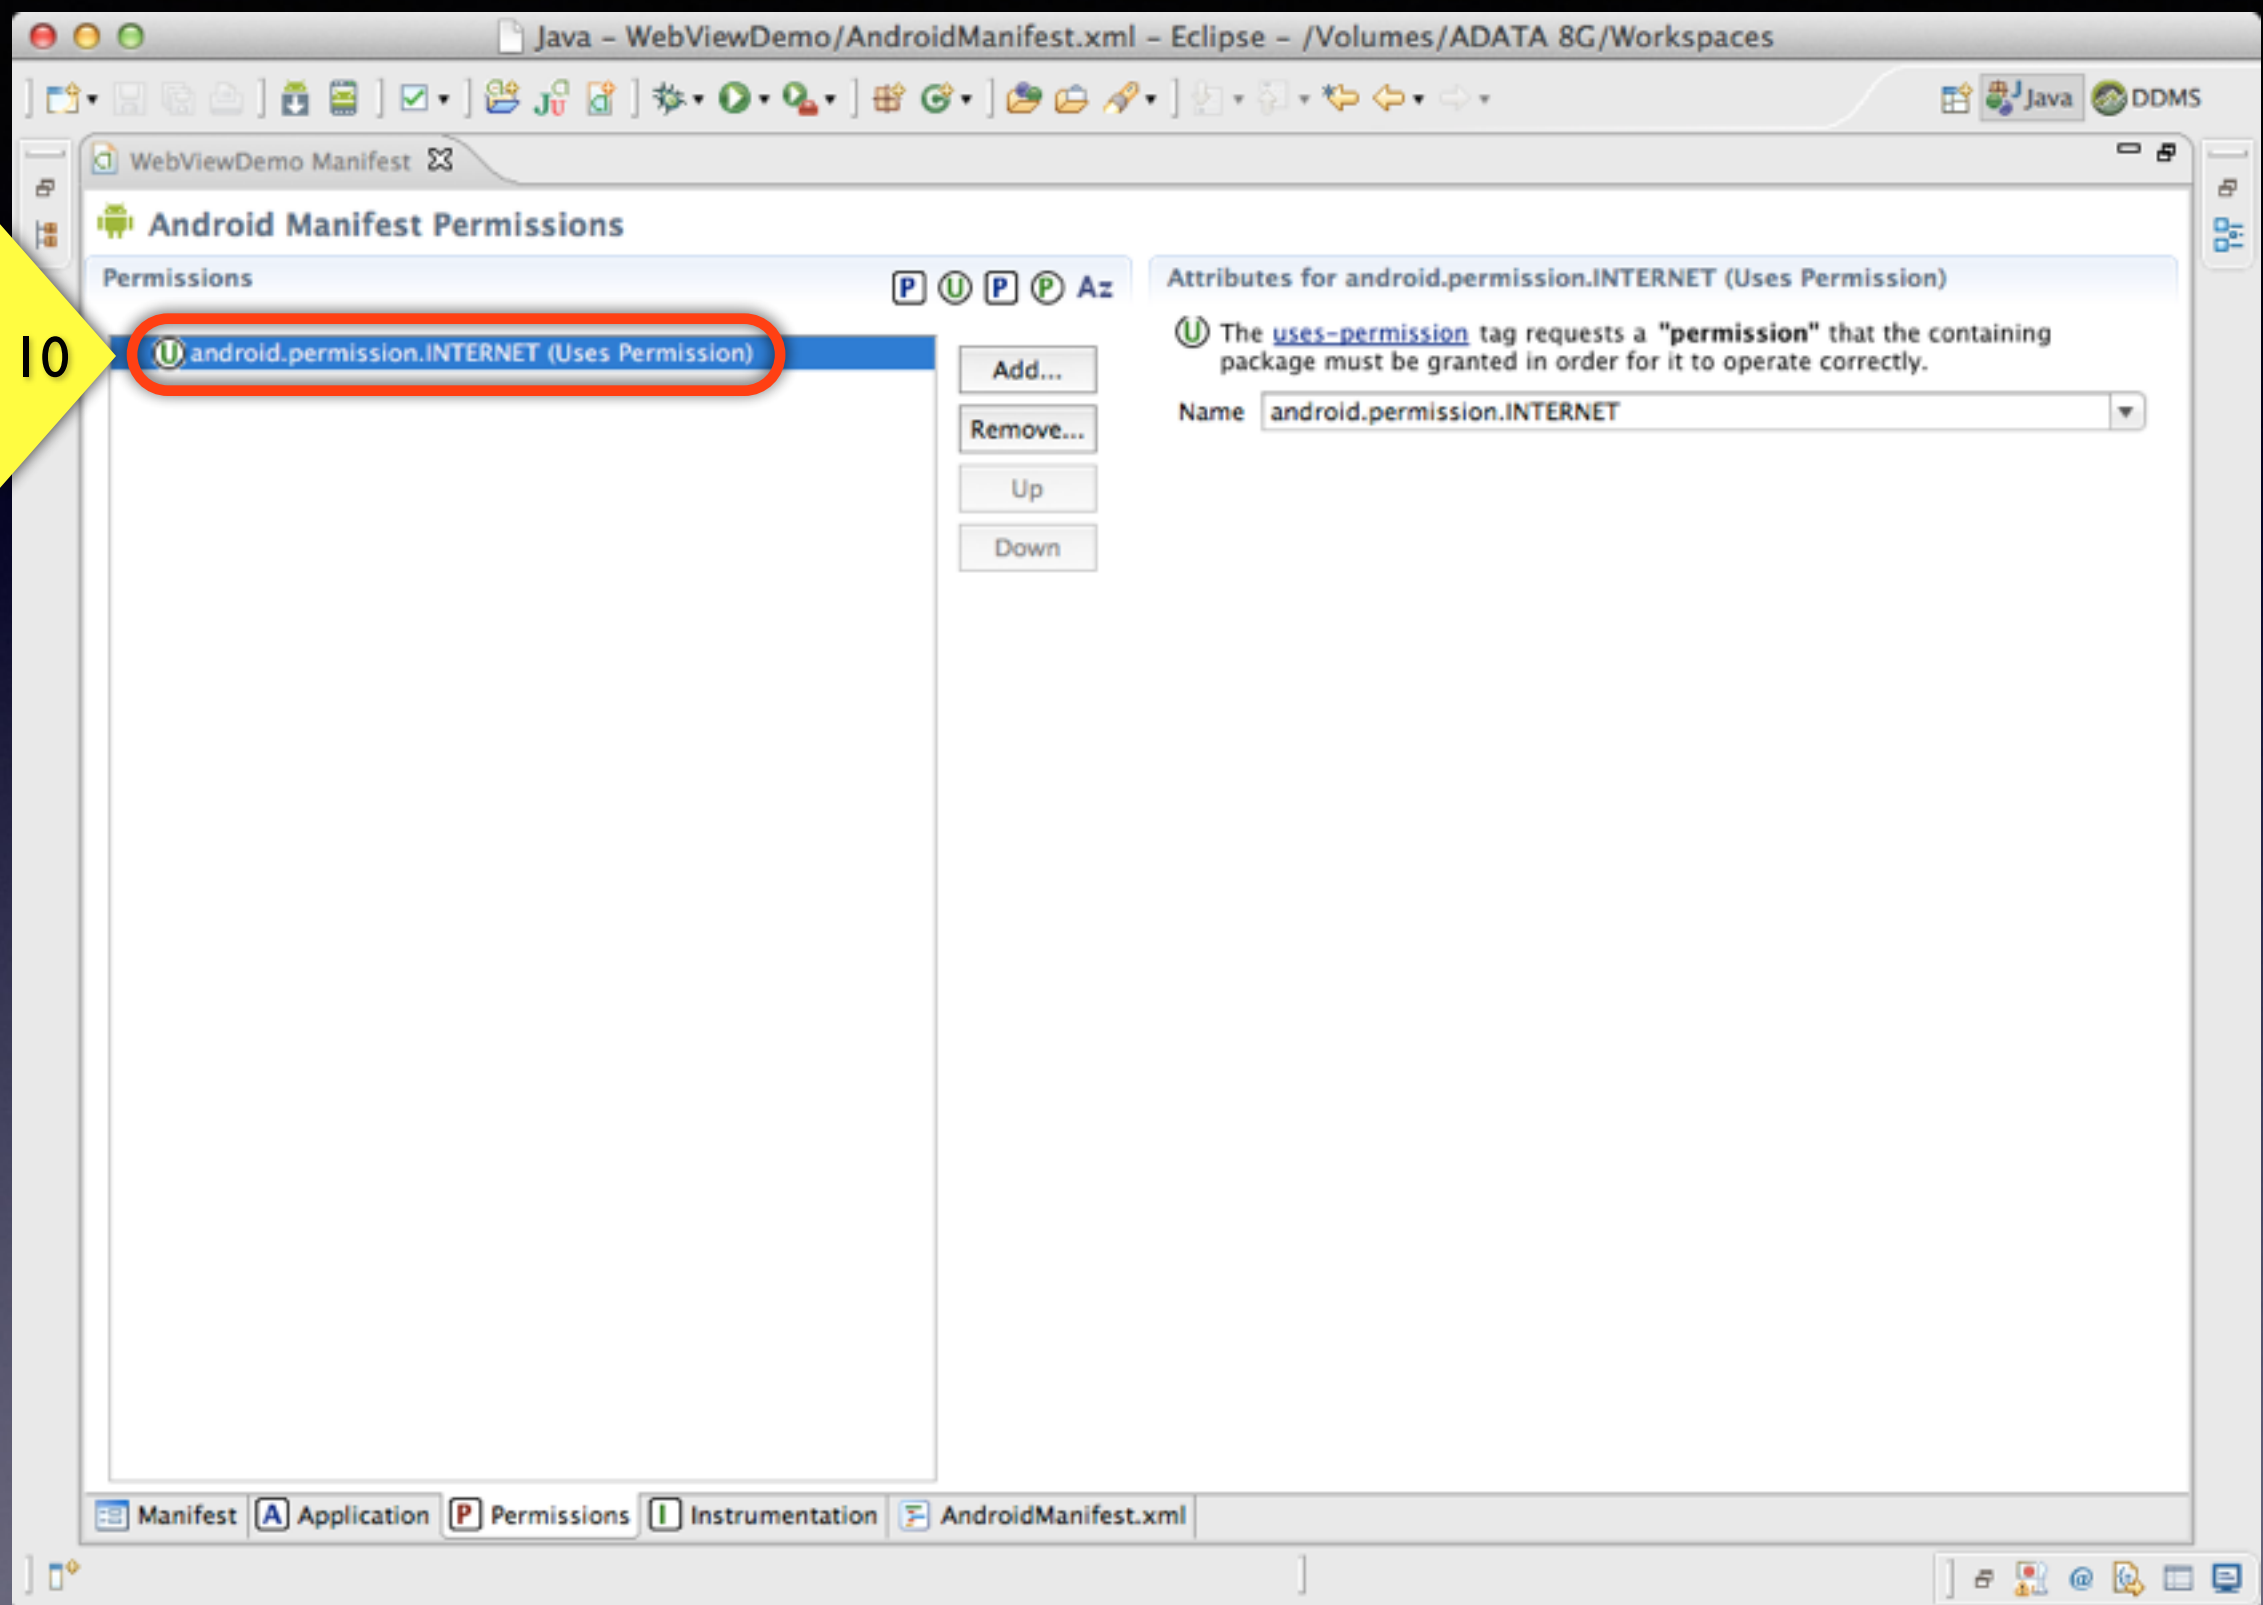 Java – WebViewDemo/AndroidManifest.xml – Eclipse – /Volumes/ADATA 8G/Workspaces
Java DDMS
WebViewDemo Manifest
Android Manifest Permissions
Permissions
P U P P Az
10
U android.permission.INTERNET (Uses Permission)
Add...
Remove...
Up
Down
Attributes for android.permission.INTERNET (Uses Permission)
U The uses-permission tag requests a "permission" that the containing
package must be granted in order for it to operate correctly.
Name android.permission.INTERNET
Manifest A Application P Permissions I Instrumentation AndroidManifest.xml